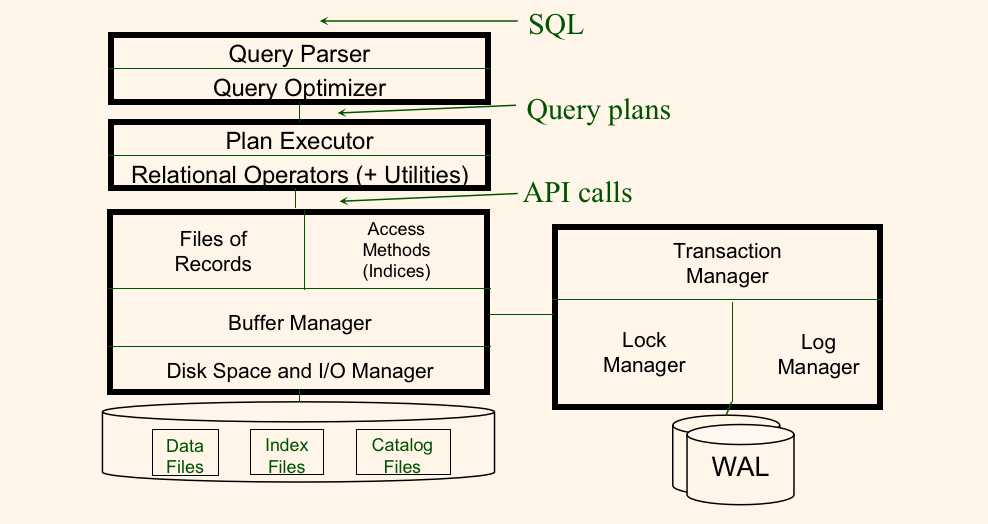 SQL
Query Parser
Query Optimizer
Query plans
Plan Executor
Relational Operators (+ Utilities)
API calls
Files of
Records
Access
Methods
(Indices)
Buffer Manager
Disk Space and I/O Manager
Transaction
Manager
Lock
Manager
Log
Manager
Data
Files
Index
Files
Catalog
Files
WAL